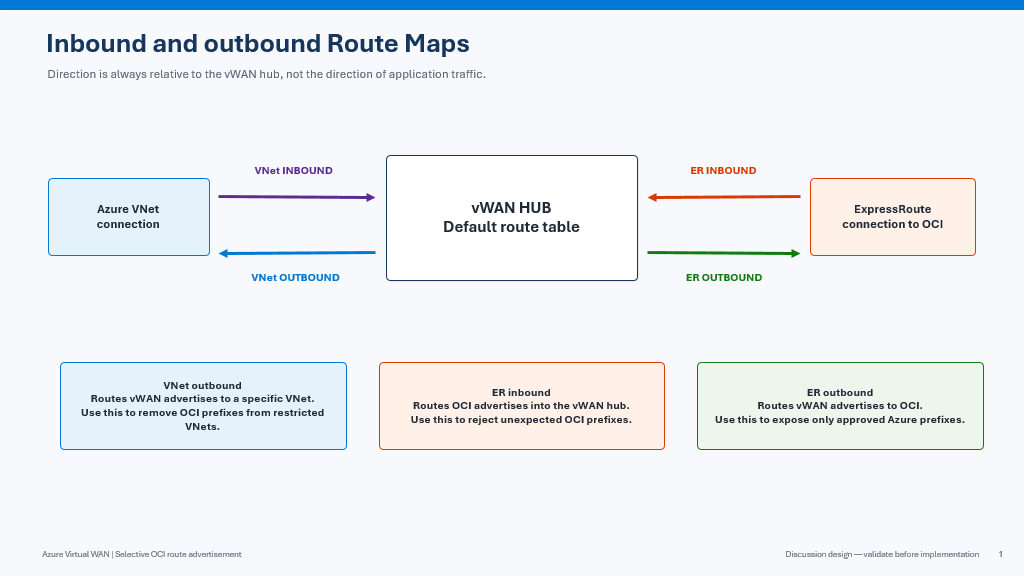 Inbound and outbound Route Maps
Direction is always relative to the vWAN hub, not the direction of application traffic.
VNet INBOUND
ER INBOUND
Azure VNet
connection
vWAN HUB
Default route table
ExpressRoute
connection to OCI
VNet OUTBOUND
ER OUTBOUND
VNet outbound
Routes vWAN advertises to a specific VNet.
Use this to remove OCI prefixes from restricted
VNets.
ER inbound
Routes OCI advertises into the vWAN hub.
Use this to reject unexpected OCI prefixes.
ER outbound
Routes vWAN advertises to OCI.
Use this to expose only approved Azure prefixes.
Azure Virtual WAN | Selective OCI route advertisement
Discussion design — validate before implementation
1